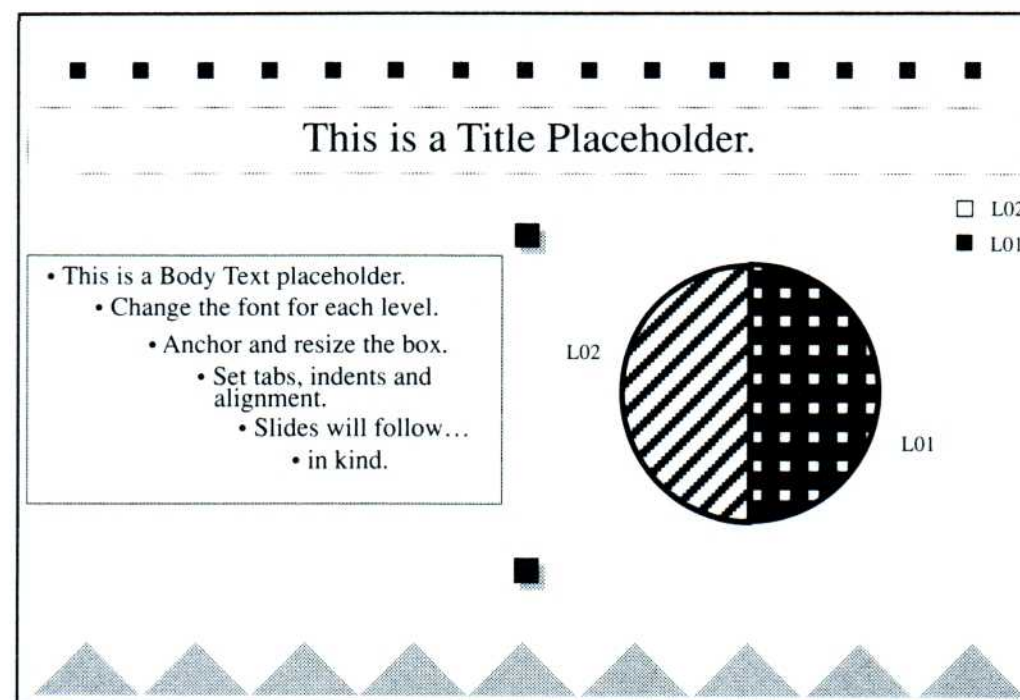 This is a Title Placeholder.
• This is a Body Text placeholder.
• Change the font for each level.
• Anchor and resize the box.
• Set tabs, indents and
alignment.
• Slides will follow…
• in kind.
L02
L01
L02
L01